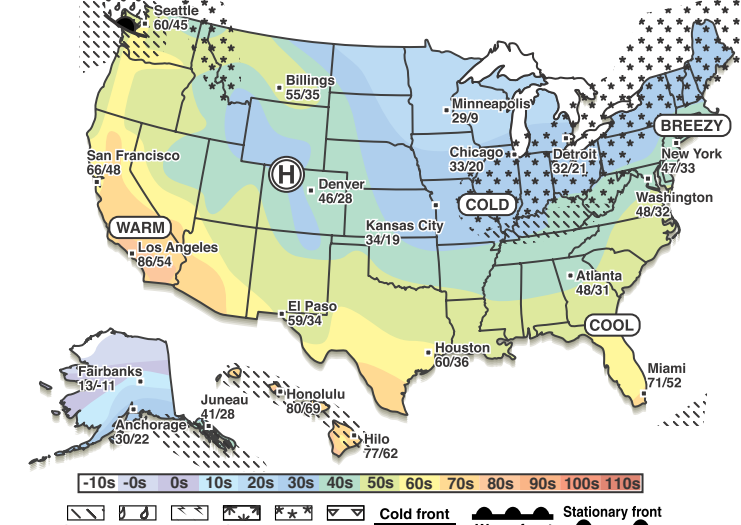 Seattle
60/45
Billings
55/35
Minneapolis
29/9
BREEZY
San Francisco
66/48
Chicago
33/20
Detroit
32/21
New York
47/33
H
Denver
46/28
COLD
Washington
48/32
WARM
Kansas City
34/19
Los Angeles
86/54
Atlanta
48/31
El Paso
59/34
COOL
Houston
60/36
Fairbanks
13/-11
Miami
71/52
Juneau
41/28
Honolulu
80/69
Anchorage
30/22
Hilo
77/62
-10s -0s 0s 10s 20s 30s 40s 50s 60s 70s 80s 90s 100s 110s
Cold front
Stationary front